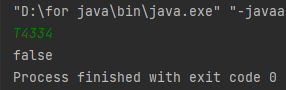 "D:\for java\bin\java.exe" "-javaa
T4334
false
Process finished with exit code 0